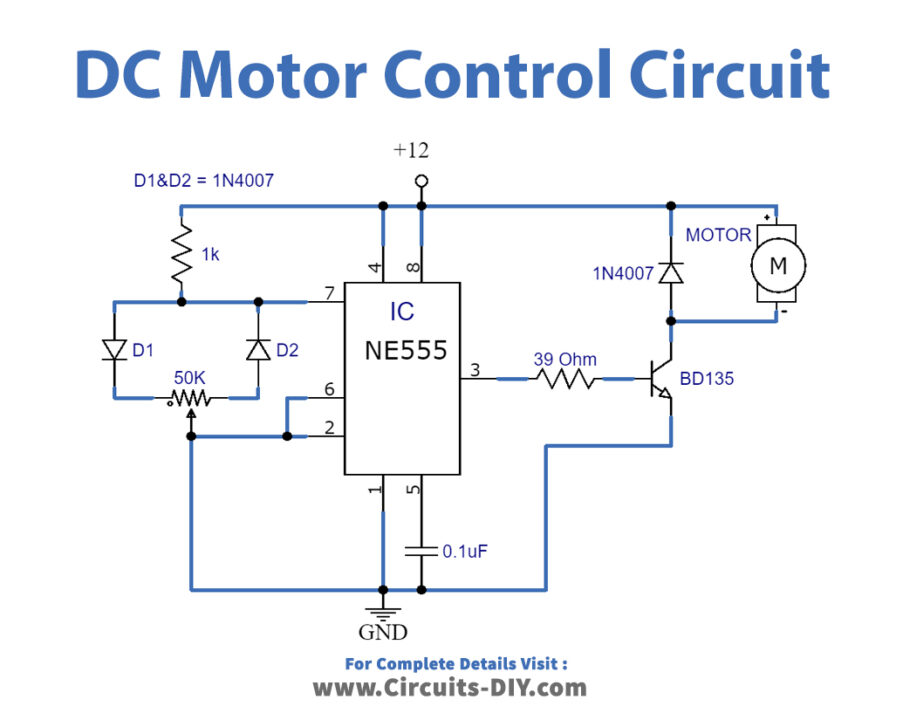 DC Motor Control Circuit
+12
D1&D2 = 1N4007
1k
4
8
MOTOR
+
M
-
1N4007
7
IC
NE555
D1
D2
50K
6
3
39 Ohm
BD135
2
1
5
0.1uF
GND
For Complete Details Visit :
www.Circuits-DIY.com